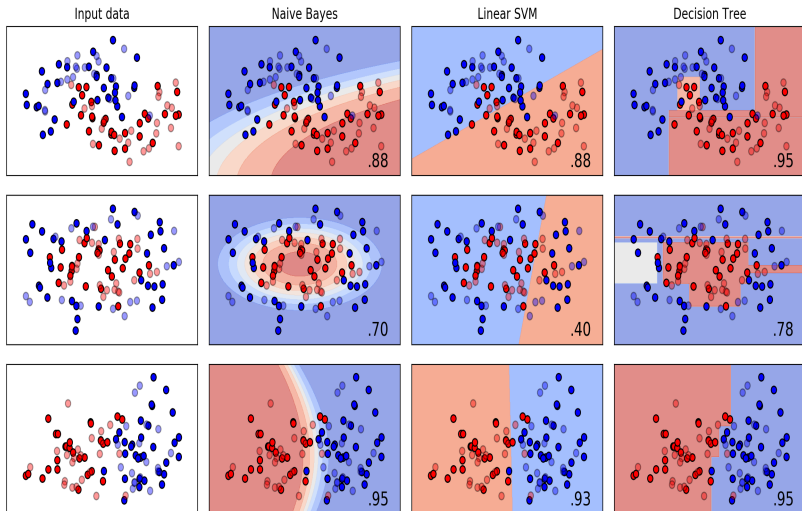 Input data
Naive Bayes
Linear SVM
Decision Tree
.88
.88
.95
.70
.40
.78
.95
.93
.95